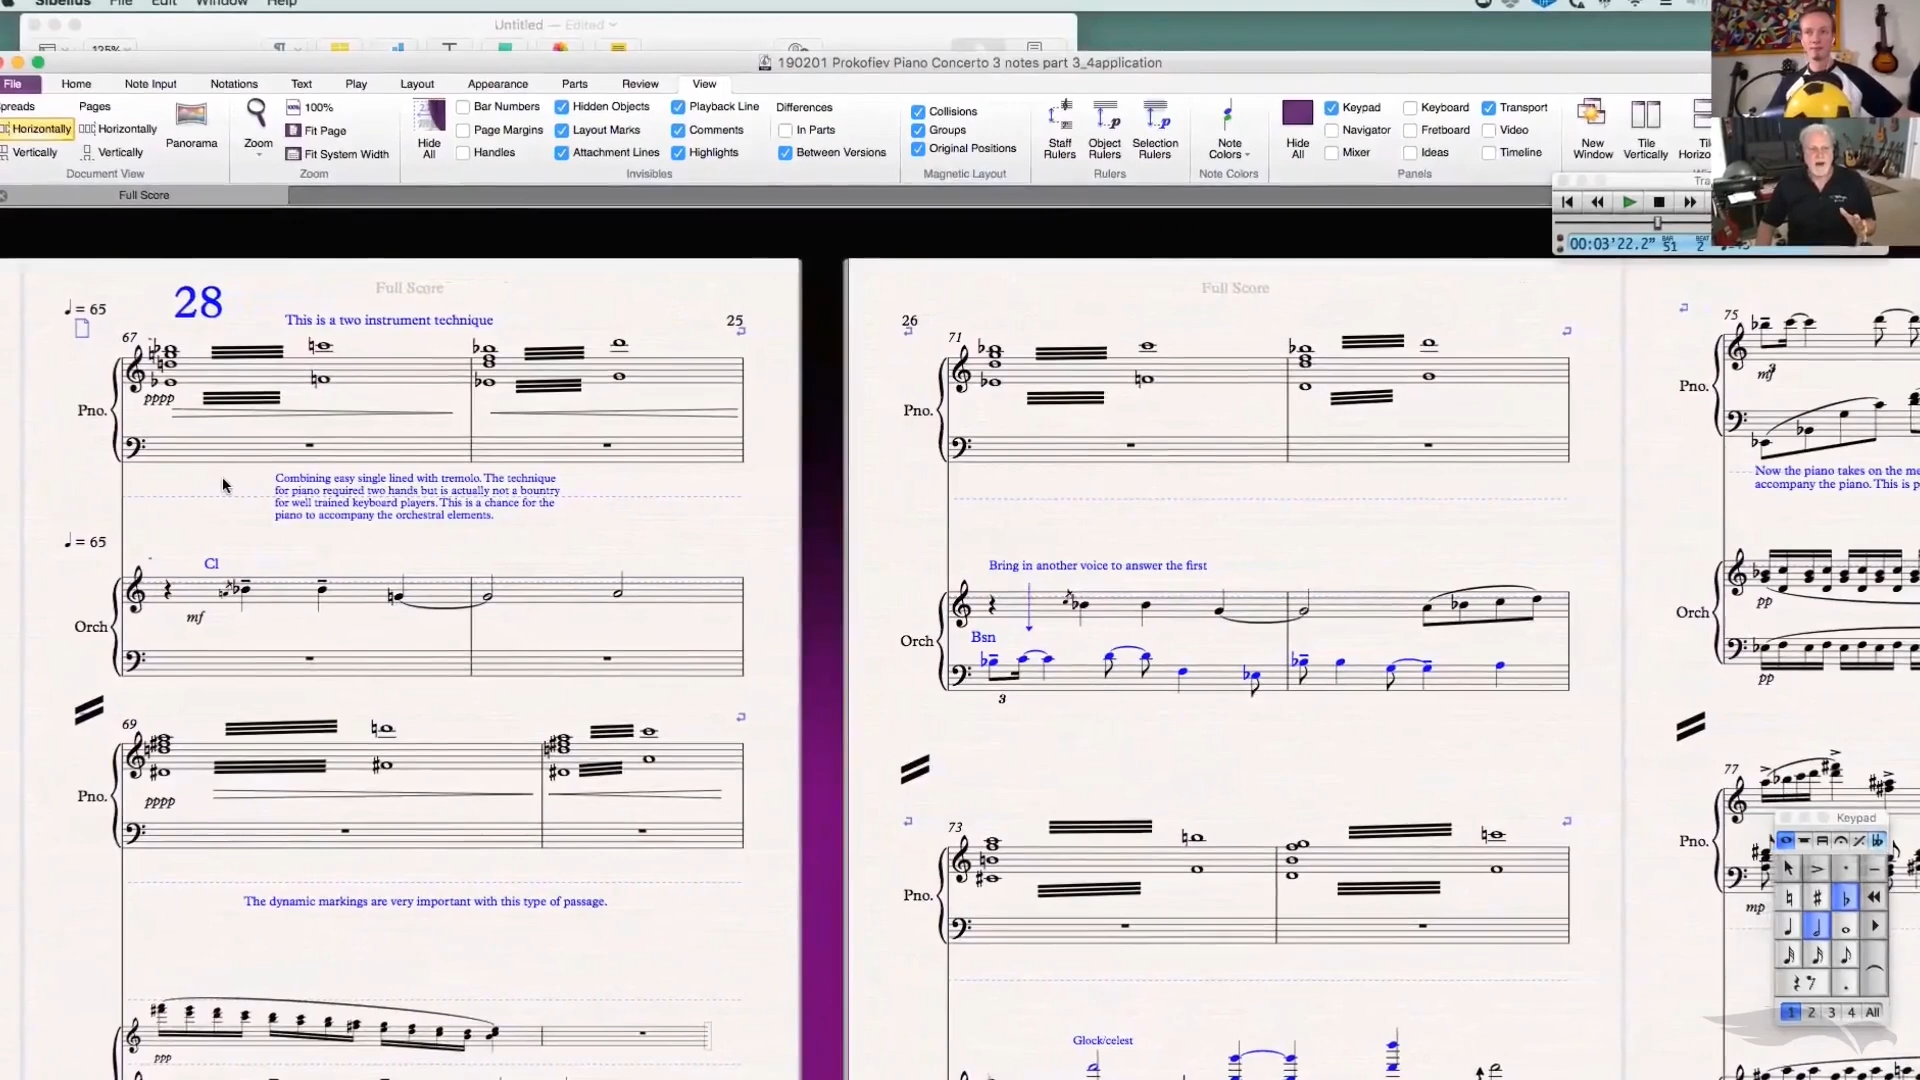 Sibelius File Edit Window Help
Untitled — Edited
125%
190201 Prokofiev Piano Concerto 3 notes part 3_4application
File Home Note Input Notations Text Play Layout Appearance Parts Review View
preads Pages
Horizontally Horizontally
Vertically Vertically
Panorama
Document View
Zoom
100%
Fit Page
Fit System Width
Zoom
Hide All
Bar Numbers Hidden Objects Playback Line
Page Margins Layout Marks Comments
Handles Attachment Lines Highlights
Invisibles
Differences
In Parts
Between Versions
Collisions
Groups
Original Positions
Magnetic Layout
Staff Rulers
Object Rulers
Selection Rulers
Rulers
Note Colors
Note Colors
Hide All
Keypad Keyboard Transport
Navigator Fretboard Video
Mixer Ideas Timeline
Panels
New Window
Tile Vertically
Til Horizo
Full Score
Tra
00:03'22.2" BAR 51 BEAT 2
Full Score
♩ = 65
28
This is a two instrument technique
25
67
Pno.
pppp
Combining easy single lined with tremolo. The technique
for piano required two hands but is actually not a bountry
for well trained keyboard players. This is a chance for the
piano to accompany the orchestral elements.
♩ = 65
Cl
mf
Orch
69
Pno.
pppp
The dynamic markings are very important with this type of passage.
ppp
Full Score
26
71
Pno.
Bring in another voice to answer the first
Orch
Bsn
3
73
Pno.
Glock/celest
75
Pno.
mf
Now the piano takes on the me
accompany the piano. This is p
Orch
pp
pp
77
Pno.
mp
Keypad
1 2 3 4 All